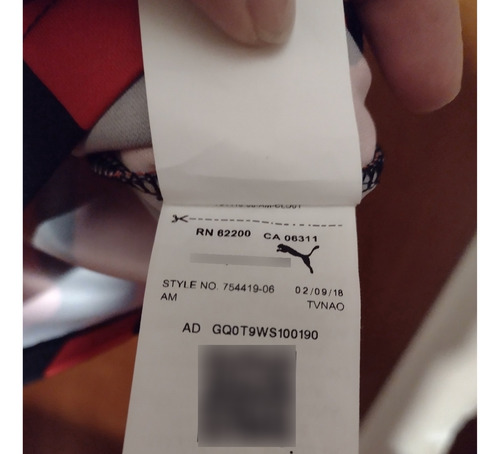 RN 62200 CA 06311
STYLE NO. 754419-06 02/09/18
AM TVNAO
AD GQ0T9WS100190